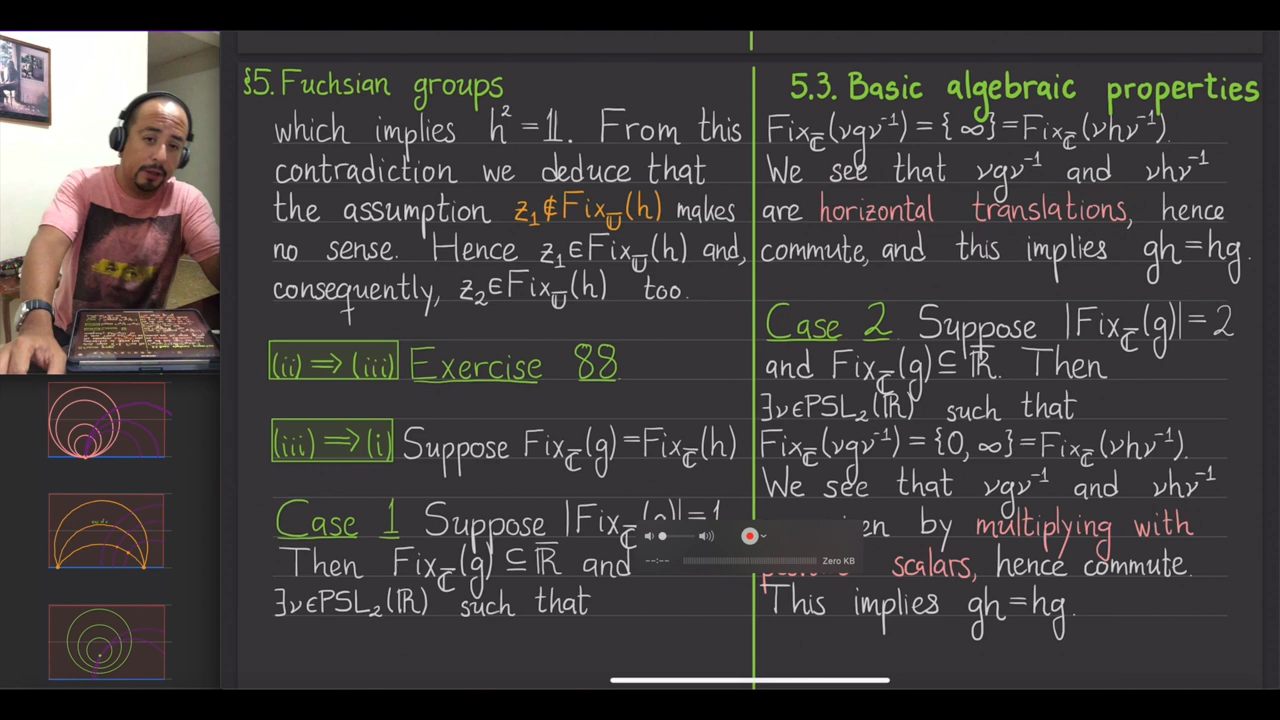 §5. Fuchsian groups
which implies h² = 𝟙. From this
contradiction we deduce that
the assumption z₁∉Fix_𝕌̅(h) makes
no sense. Hence z₁∈Fix_𝕌̅(h) and,
consequently, z₂∈Fix_𝕌̅(h) too.
(ii) ⟹ (iii) Exercise 88
(iii) ⟹ (i) Suppose Fix_ℂ̅(g) = Fix_ℂ̅(h)
Case 1 Suppose |Fix_ℂ̅(g)| = 1
Then Fix_ℂ̅(g) ⊆ ℝ̅ and
∃ν∈PSL₂(ℝ) such that
5.3. Basic algebraic properties
Fix_ℂ̅(νgν⁻¹) = {∞} = Fix_ℂ̅(νhν⁻¹).
We see that νgν⁻¹ and νhν⁻¹
are horizontal translations, hence
commute, and this implies gh = hg.
Case 2. Suppose |Fix_ℂ̅(g)| = 2
and Fix_ℂ̅(g) ⊆ ℝ̅. Then
∃ν∈PSL₂(ℝ) such that
Fix_ℂ̅(νgν⁻¹) = {0, ∞} = Fix_ℂ̅(νhν⁻¹).
We see that νgν⁻¹ and νhν⁻¹
by multiplying with
scalars, hence commute.
This implies gh = hg.
--:--
Zero KB